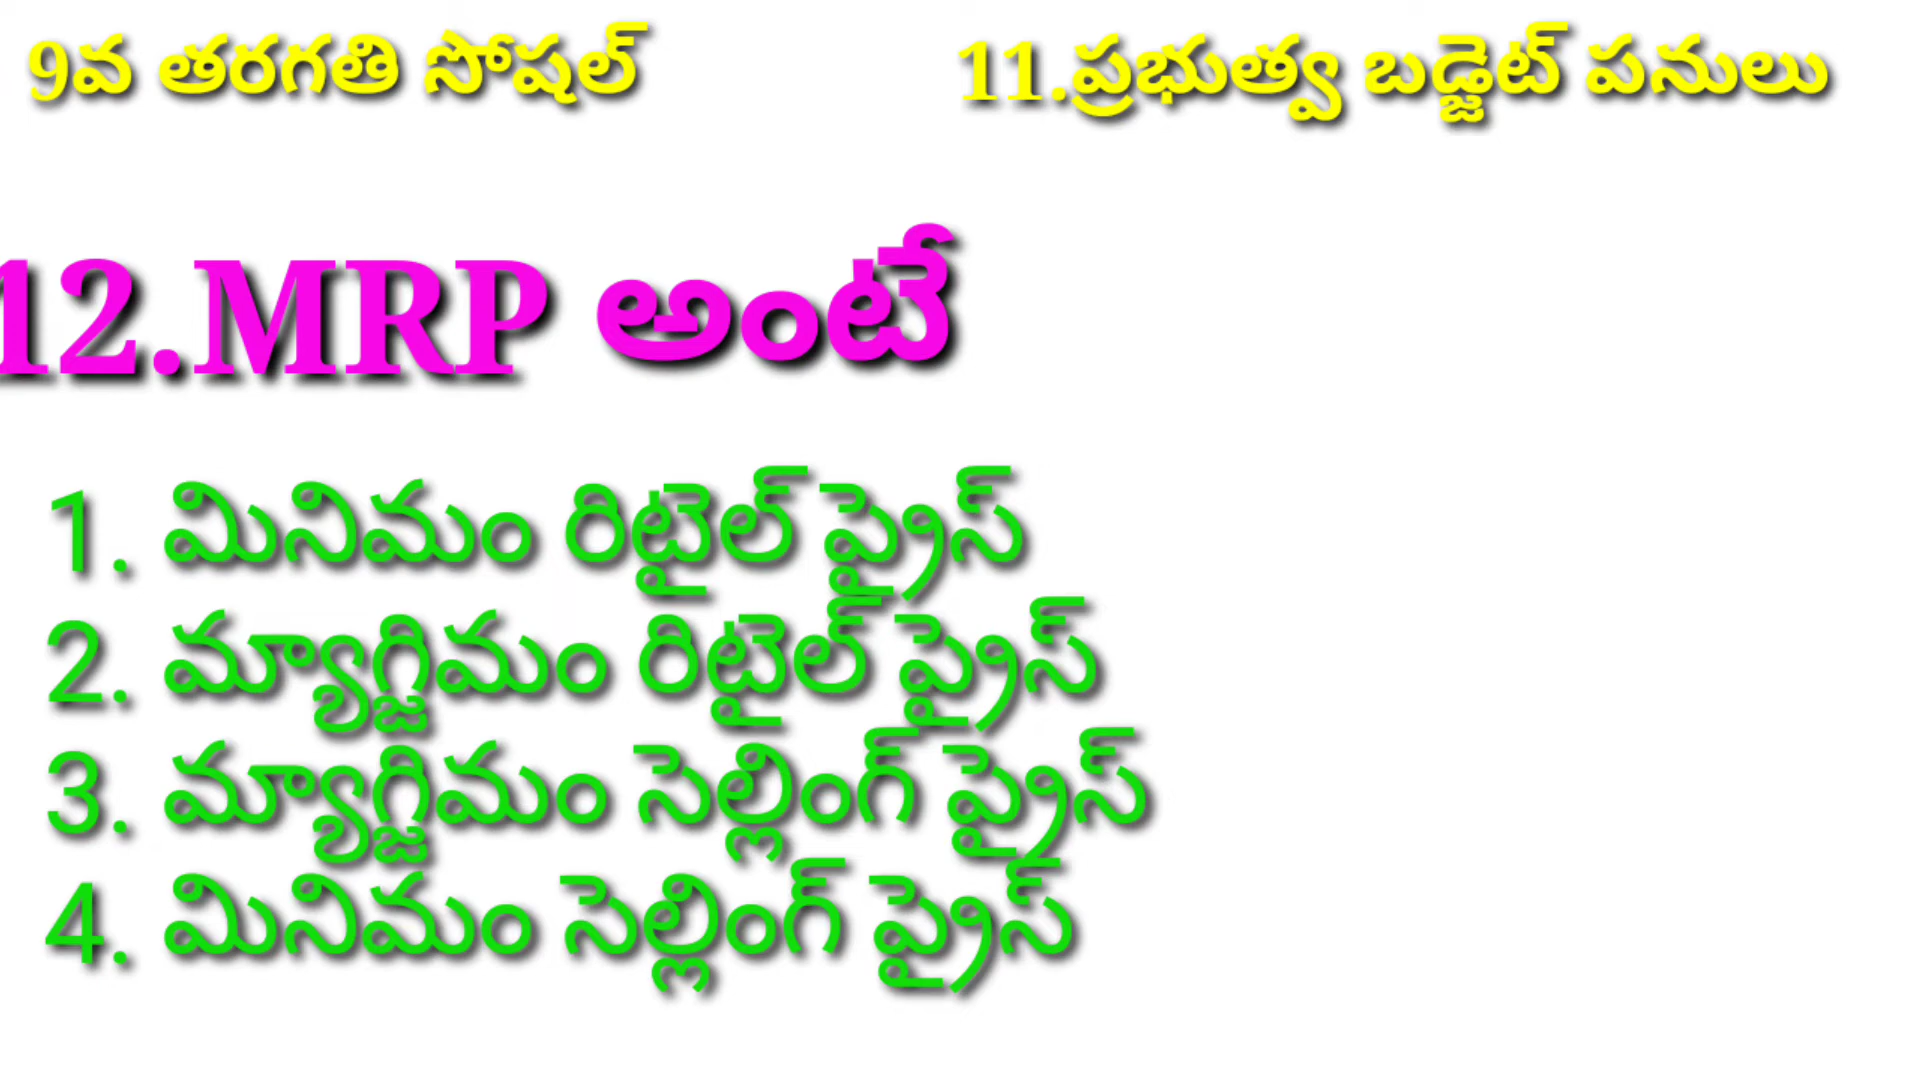 9వ తరగతి సోషల్
11.ప్రభుత్వ బడ్జెట్ పనులు
12.MRP అంటే
1. మినిమం రిటైల్ ప్రైస్
2. మ్యాగ్జిమం రిటైల్ ప్రైస్
3. మ్యాగ్జిమం సెల్లింగ్ ప్రైస్
4. మినిమం సెల్లింగ్ ప్రైస్